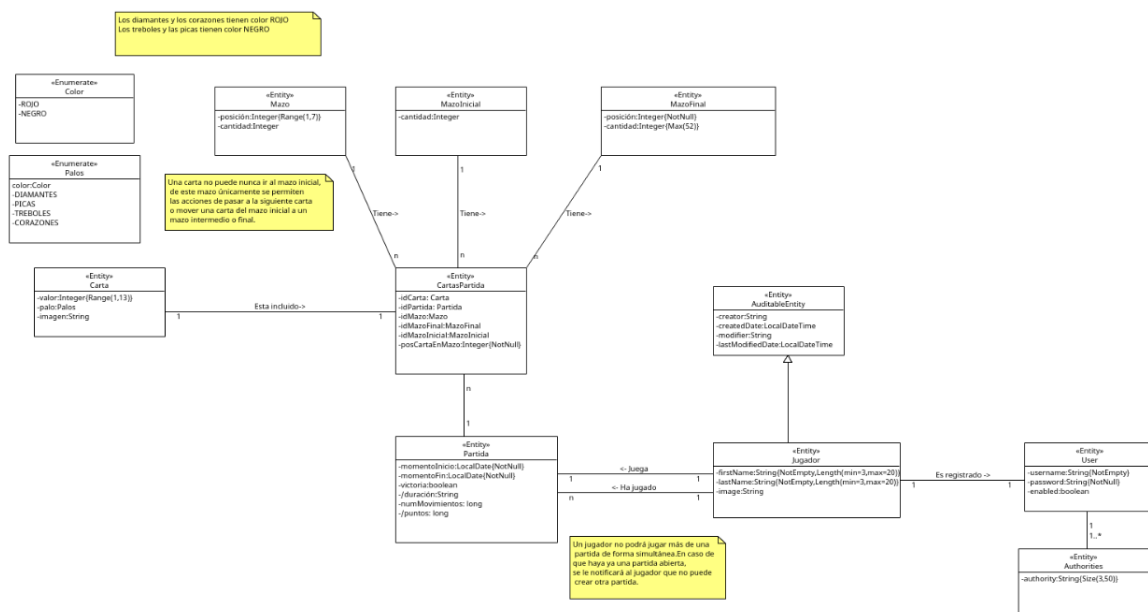 Los diamantes y los corazones tienen color ROJO
Los treboles y las picas tienen color NEGRO
«Enumerate»
Color
-ROJO
-NEGRO
«Entity»
Mazo
-posición:Integer{Range(1,7)}
-cantidad:Integer
«Entity»
MazoInicial
-cantidad:Integer
«Entity»
MazoFinal
-posición:Integer{NotNull}
-cantidad:Integer{Max(52)}
«Enumerate»
Palos
color:Color
-DIAMANTES
-PICAS
-TREBOLES
-CORAZONES
Una carta no puede nunca ir al mazo inicial,
de este mazo únicamente se permiten
las acciones de pasar a la siguiente carta
o mover una carta del mazo inicial a un
mazo intermedio o final.
1
1
1
Tiene->
Tiene->
Tiene->
n
n
n
«Entity»
Carta
-valor:Integer{Range(1,13)}
-palo:Palos
-imagen:String
Esta incluido->
1
1
«Entity»
CartasPartida
-idCarta: Carta
-idPartida: Partida
-idMazo:Mazo
-idMazoFinal:MazoFinal
-idMazoInicial:MazoInicial
-posCartaEnMazo:Integer{NotNull}
«Entity»
AuditableEntity
-creator:String
-createdDate:LocalDateTime
-modifier:String
-lastModifiedDate:LocalDateTime
n
1
«Entity»
Partida
-momentoInicio:LocalDate{NotNull}
-momentoFin:LocalDate{NotNull}
-victoria:boolean
-/duración:String
-numMovimientos: long
-/puntos: long
<- Juega
1
1
<- Ha jugado
n
1
«Entity»
Jugador
-firstName:String{NotEmpty,Length(min=3,max=20)}
-lastName:String{NotEmpty,Length(min=3,max=20)}
-image:String
Es registrado ->
1
1
«Entity»
User
-username:String{NotEmpty}
-password:String{NotNull}
-enabled:boolean
1
1..*
«Entity»
Authorities
-authority:String{Size(3,50)}
Un jugador no podrá jugar más de una
partida de forma simultánea.En caso de
que haya ya una partida abierta,
se le notificará al jugador que no puede
crear otra partida.